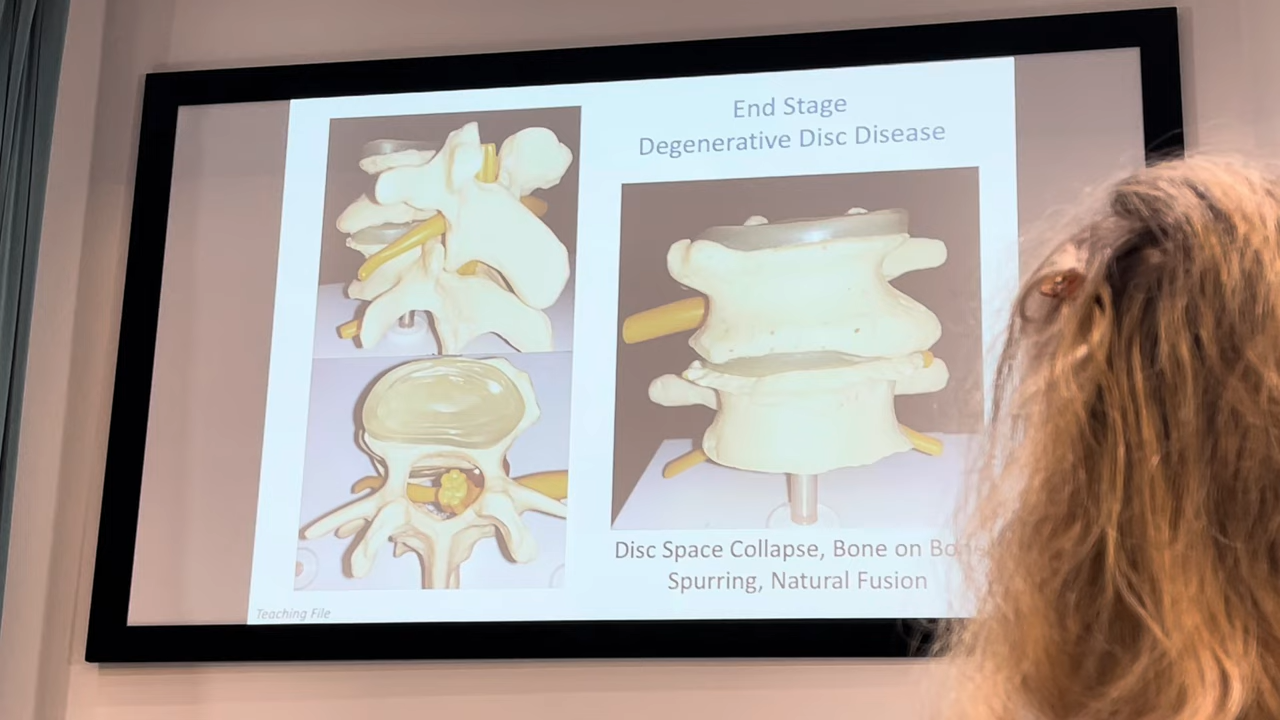 End Stage
Degenerative Disc Disease
Disc Space Collapse, Bone on Bone
Spurring, Natural Fusion
Teaching File